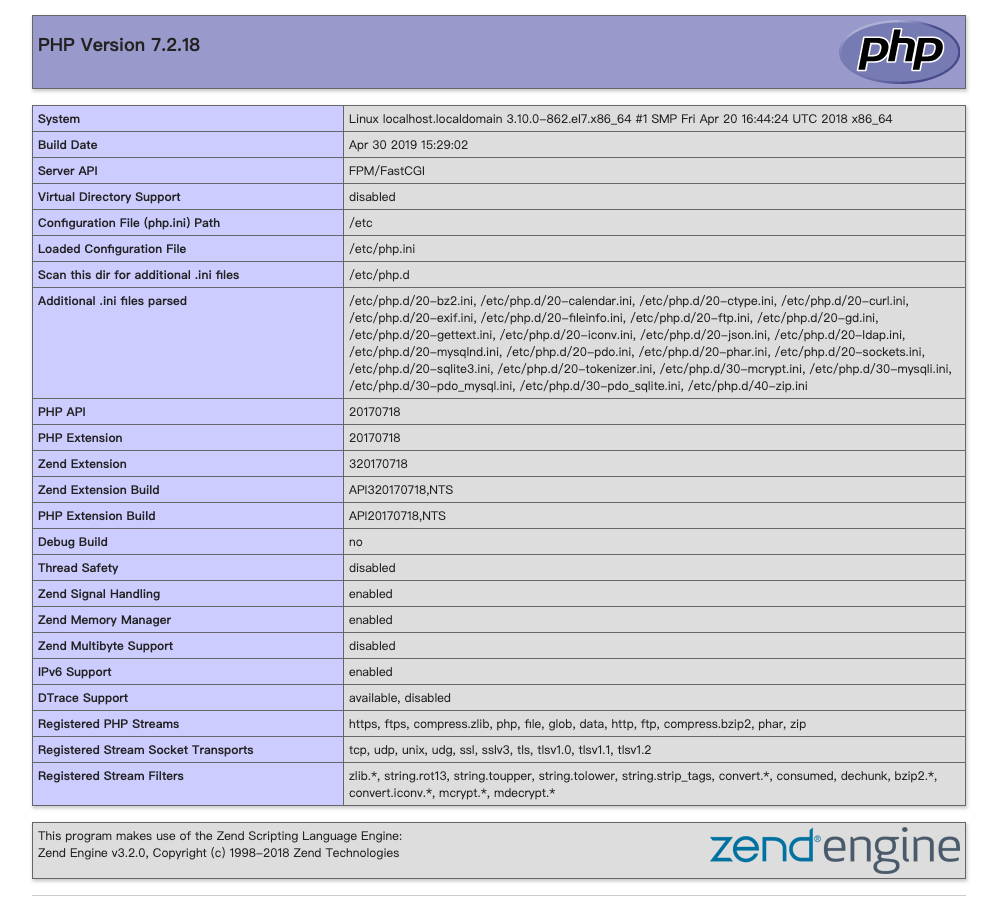 PHP Version 7.2.18
php
System Linux localhost.localdomain 3.10.0-862.el7.x86_64 #1 SMP Fri Apr 20 16:44:24 UTC 2018 x86_64
Build Date Apr 30 2019 15:29:02
Server API FPM/FastCGI
Virtual Directory Support disabled
Configuration File (php.ini) Path /etc
Loaded Configuration File /etc/php.ini
Scan this dir for additional .ini files /etc/php.d
Additional .ini files parsed /etc/php.d/20-bz2.ini, /etc/php.d/20-calendar.ini, /etc/php.d/20-ctype.ini, /etc/php.d/20-curl.ini,
/etc/php.d/20-exif.ini, /etc/php.d/20-fileinfo.ini, /etc/php.d/20-ftp.ini, /etc/php.d/20-gd.ini,
/etc/php.d/20-gettext.ini, /etc/php.d/20-iconv.ini, /etc/php.d/20-json.ini, /etc/php.d/20-ldap.ini,
/etc/php.d/20-mysqlnd.ini, /etc/php.d/20-pdo.ini, /etc/php.d/20-phar.ini, /etc/php.d/20-sockets.ini,
/etc/php.d/20-sqlite3.ini, /etc/php.d/20-tokenizer.ini, /etc/php.d/30-mcrypt.ini, /etc/php.d/30-mysqli.ini,
/etc/php.d/30-pdo_mysql.ini, /etc/php.d/30-pdo_sqlite.ini, /etc/php.d/40-zip.ini
PHP API 20170718
PHP Extension 20170718
Zend Extension 320170718
Zend Extension Build API320170718,NTS
PHP Extension Build API20170718,NTS
Debug Build no
Thread Safety disabled
Zend Signal Handling enabled
Zend Memory Manager enabled
Zend Multibyte Support disabled
IPv6 Support enabled
DTrace Support available, disabled
Registered PHP Streams https, ftps, compress.zlib, php, file, glob, data, http, ftp, compress.bzip2, phar, zip
Registered Stream Socket Transports tcp, udp, unix, udg, ssl, sslv3, tls, tlsv1.0, tlsv1.1, tlsv1.2
Registered Stream Filters zlib.*, string.rot13, string.toupper, string.tolower, string.strip_tags, convert.*, consumed, dechunk, bzip2.*,
convert.iconv.*, mcrypt.*, mdecrypt.*
This program makes use of the Zend Scripting Language Engine:
Zend Engine v3.2.0, Copyright (c) 1998-2018 Zend Technologies
zend® engine